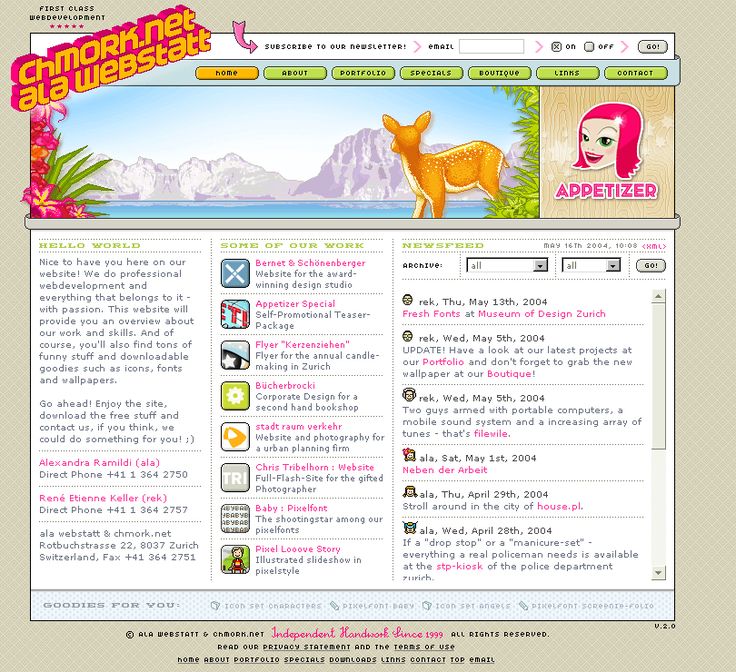 FIRST CLASS
WEBDEVELOPMENT
chmork.net
ala webstatt
SUBSCRIBE TO OUR NEWSLETTER!
EMAIL
ON
OFF
GO!
HOME
ABOUT
PORTFOLIO
SPECIALS
BOUTIQUE
LINKS
CONTACT
APPETIZER
HELLO WORLD
Nice to have you here on our
website! We do professional
webdevelopment and
everything that belongs to it -
with passion. This website will
provide you an overview about
our work and skills. And of
course, you'll also find tons of
funny stuff and downloadable
goodies such as icons, fonts
and wallpapers.
Go ahead! Enjoy the site,
download the free stuff and
contact us, if you think, we
could do something for you! ;)
Alexandra Ramildi (ala)
Direct Phone +41 1 364 2750
René Etienne Keller (rek)
Direct Phone +41 1 364 2757
ala webstatt & chmork.net
Rotbuchstrasse 22, 8037 Zurich
Switzerland, Fax +41 1 364 2751
SOME OF OUR WORK
Bernet & Schönenberger
Website for the award-
winning design studio
Appetizer Special
Self-Promotional Teaser-
Package
Flyer "Kerzenziehen"
Flyer for the annual candle-
making in Zurich
Bücherbrocki
Corporate Design for a
second hand bookshop
stadt raum verkehr
Website and photography for
a urban planning firm
TRI
Chris Tribelhorn : Website
Full-Flash-Site for the gifted
Photographer
Baby : Pixelfont
The shootingstar among our
pixelfonts
Pixel Looove Story
Illustrated slideshow in
pixelstyle
NEWSFEED
MAY 16TH 2004, 10:08 <XML>
ARCHIVE:
all
all
GO!
rek, Thu, May 13th, 2004
Fresh Fonts at Museum of Design Zurich
rek, Wed, May 5th, 2004
UPDATE! Have a look at our latest projects at
our Portfolio and don't forget to grab the new
wallpaper at our Boutique!
rek, Wed, May 5th, 2004
Two guys armed with portable computers, a
mobile sound system and a increasing array of
tunes - that's filewile.
ala, Sat, May 1st, 2004
Neben der Arbeit
ala, Thu, April 29th, 2004
Stroll around in the city of house.pl.
ala, Wed, April 28th, 2004
If a "drop stop" or a "manicure-set" -
everything a real policeman needs is available
at the stp-kiosk of the police department
zurich.
GOODIES FOR YOU:
ICON SET CHARACTERS
PIXELFONT BABY
ICON SET ANGELS
PIXELFONT SCREENID-FOLIO
V.2.0
© ALA WEBSTATT & CHMORK.NET Independent Handwork Since 1999 ALL RIGHTS RESERVED.
READ OUR PRIVACY STATEMENT AND THE TERMS OF USE
HOME ABOUT PORTFOLIO SPECIALS DOWNLOADS LINKS CONTACT TOP EMAIL